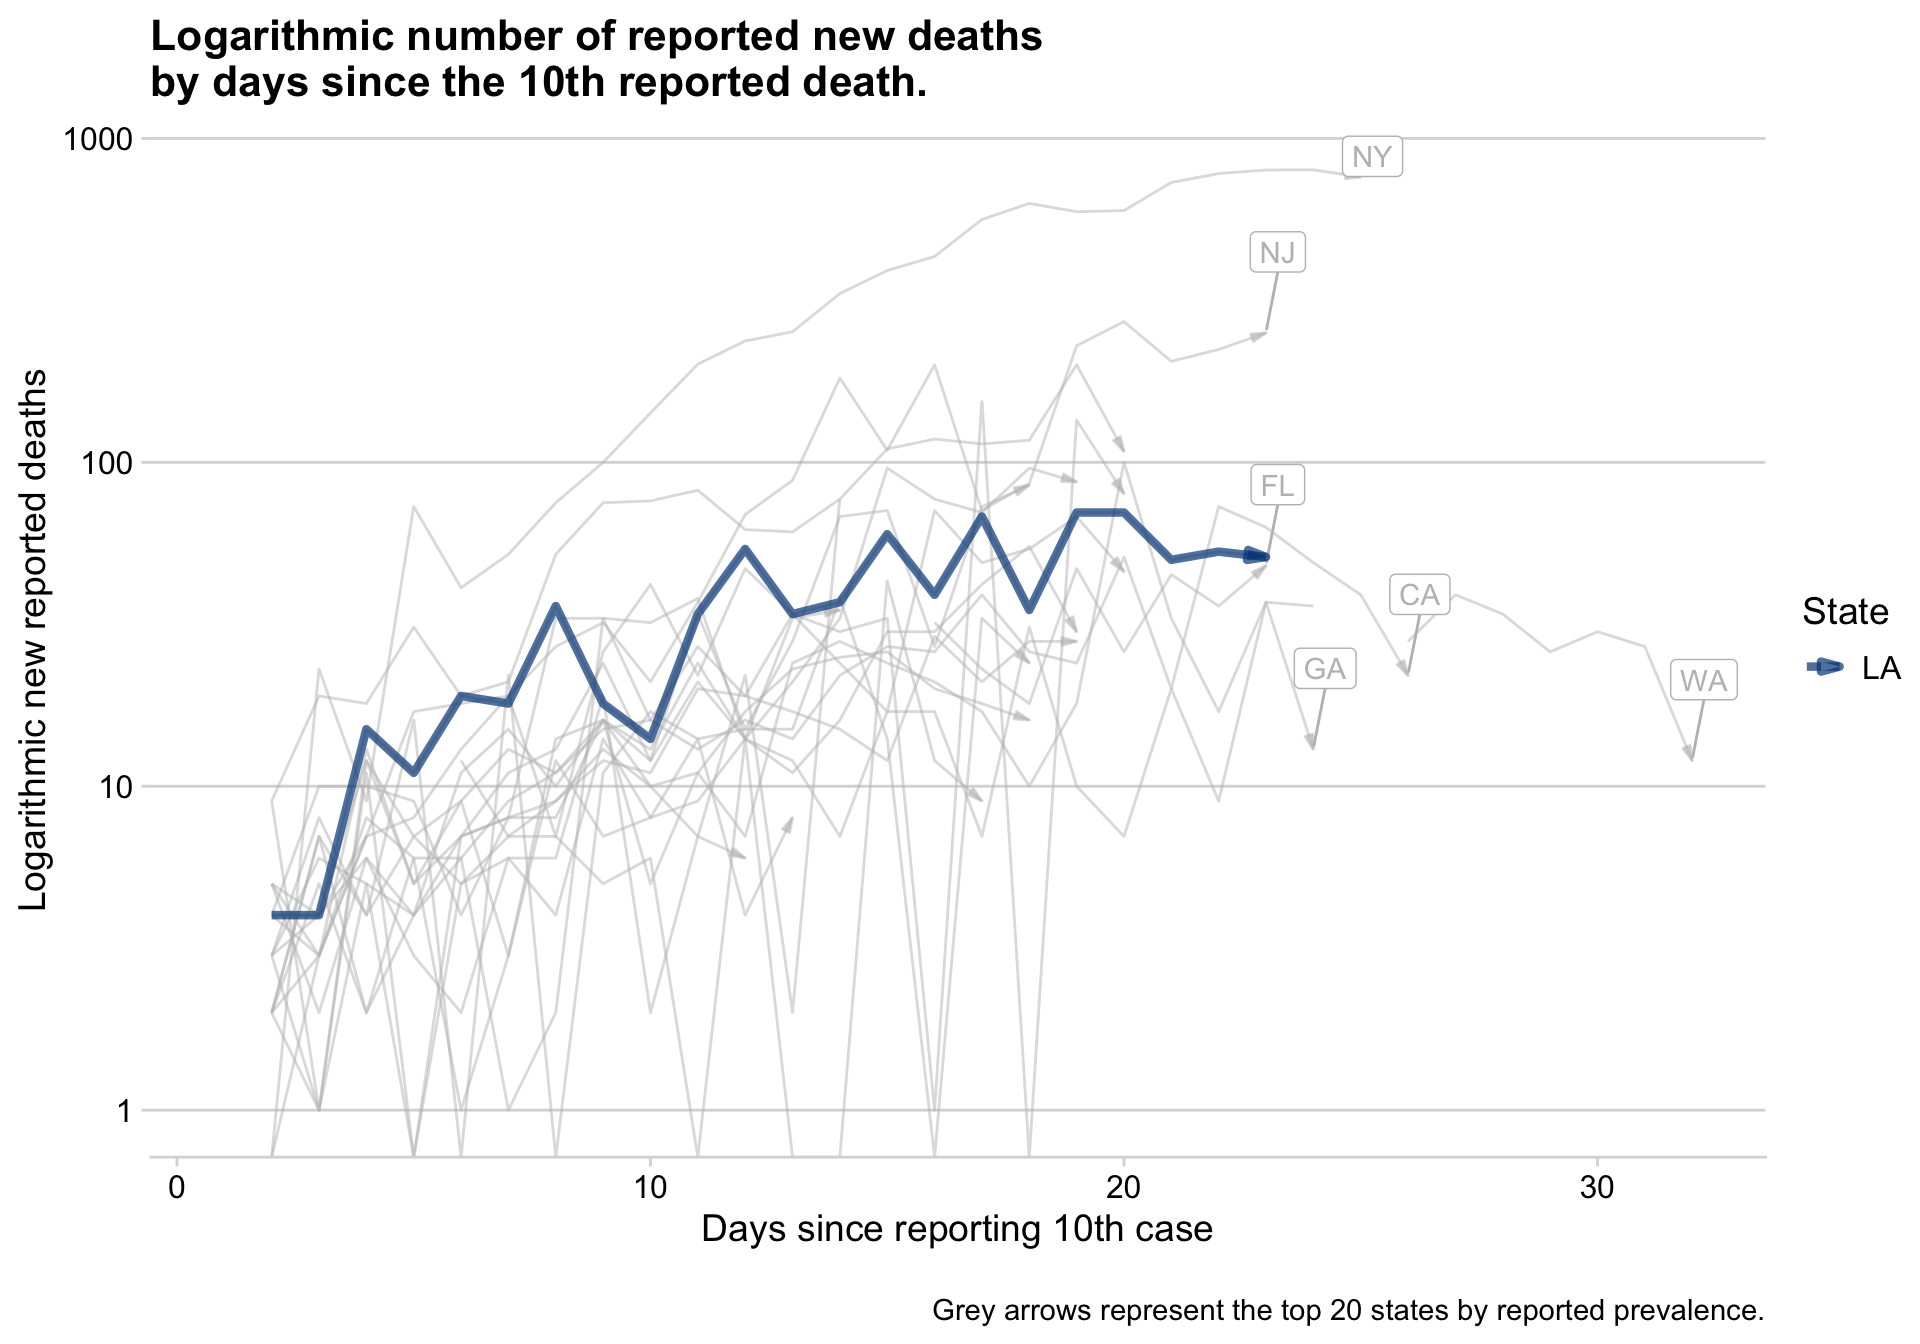 Logarithmic number of reported new deaths
by days since the 10th reported death.
Logarithmic new reported deaths
1000
100
10
1
NY
NJ
FL
CA
GA
WA
State
LA
0
10
20
30
Days since reporting 10th case
Grey arrows represent the top 20 states by reported prevalence.